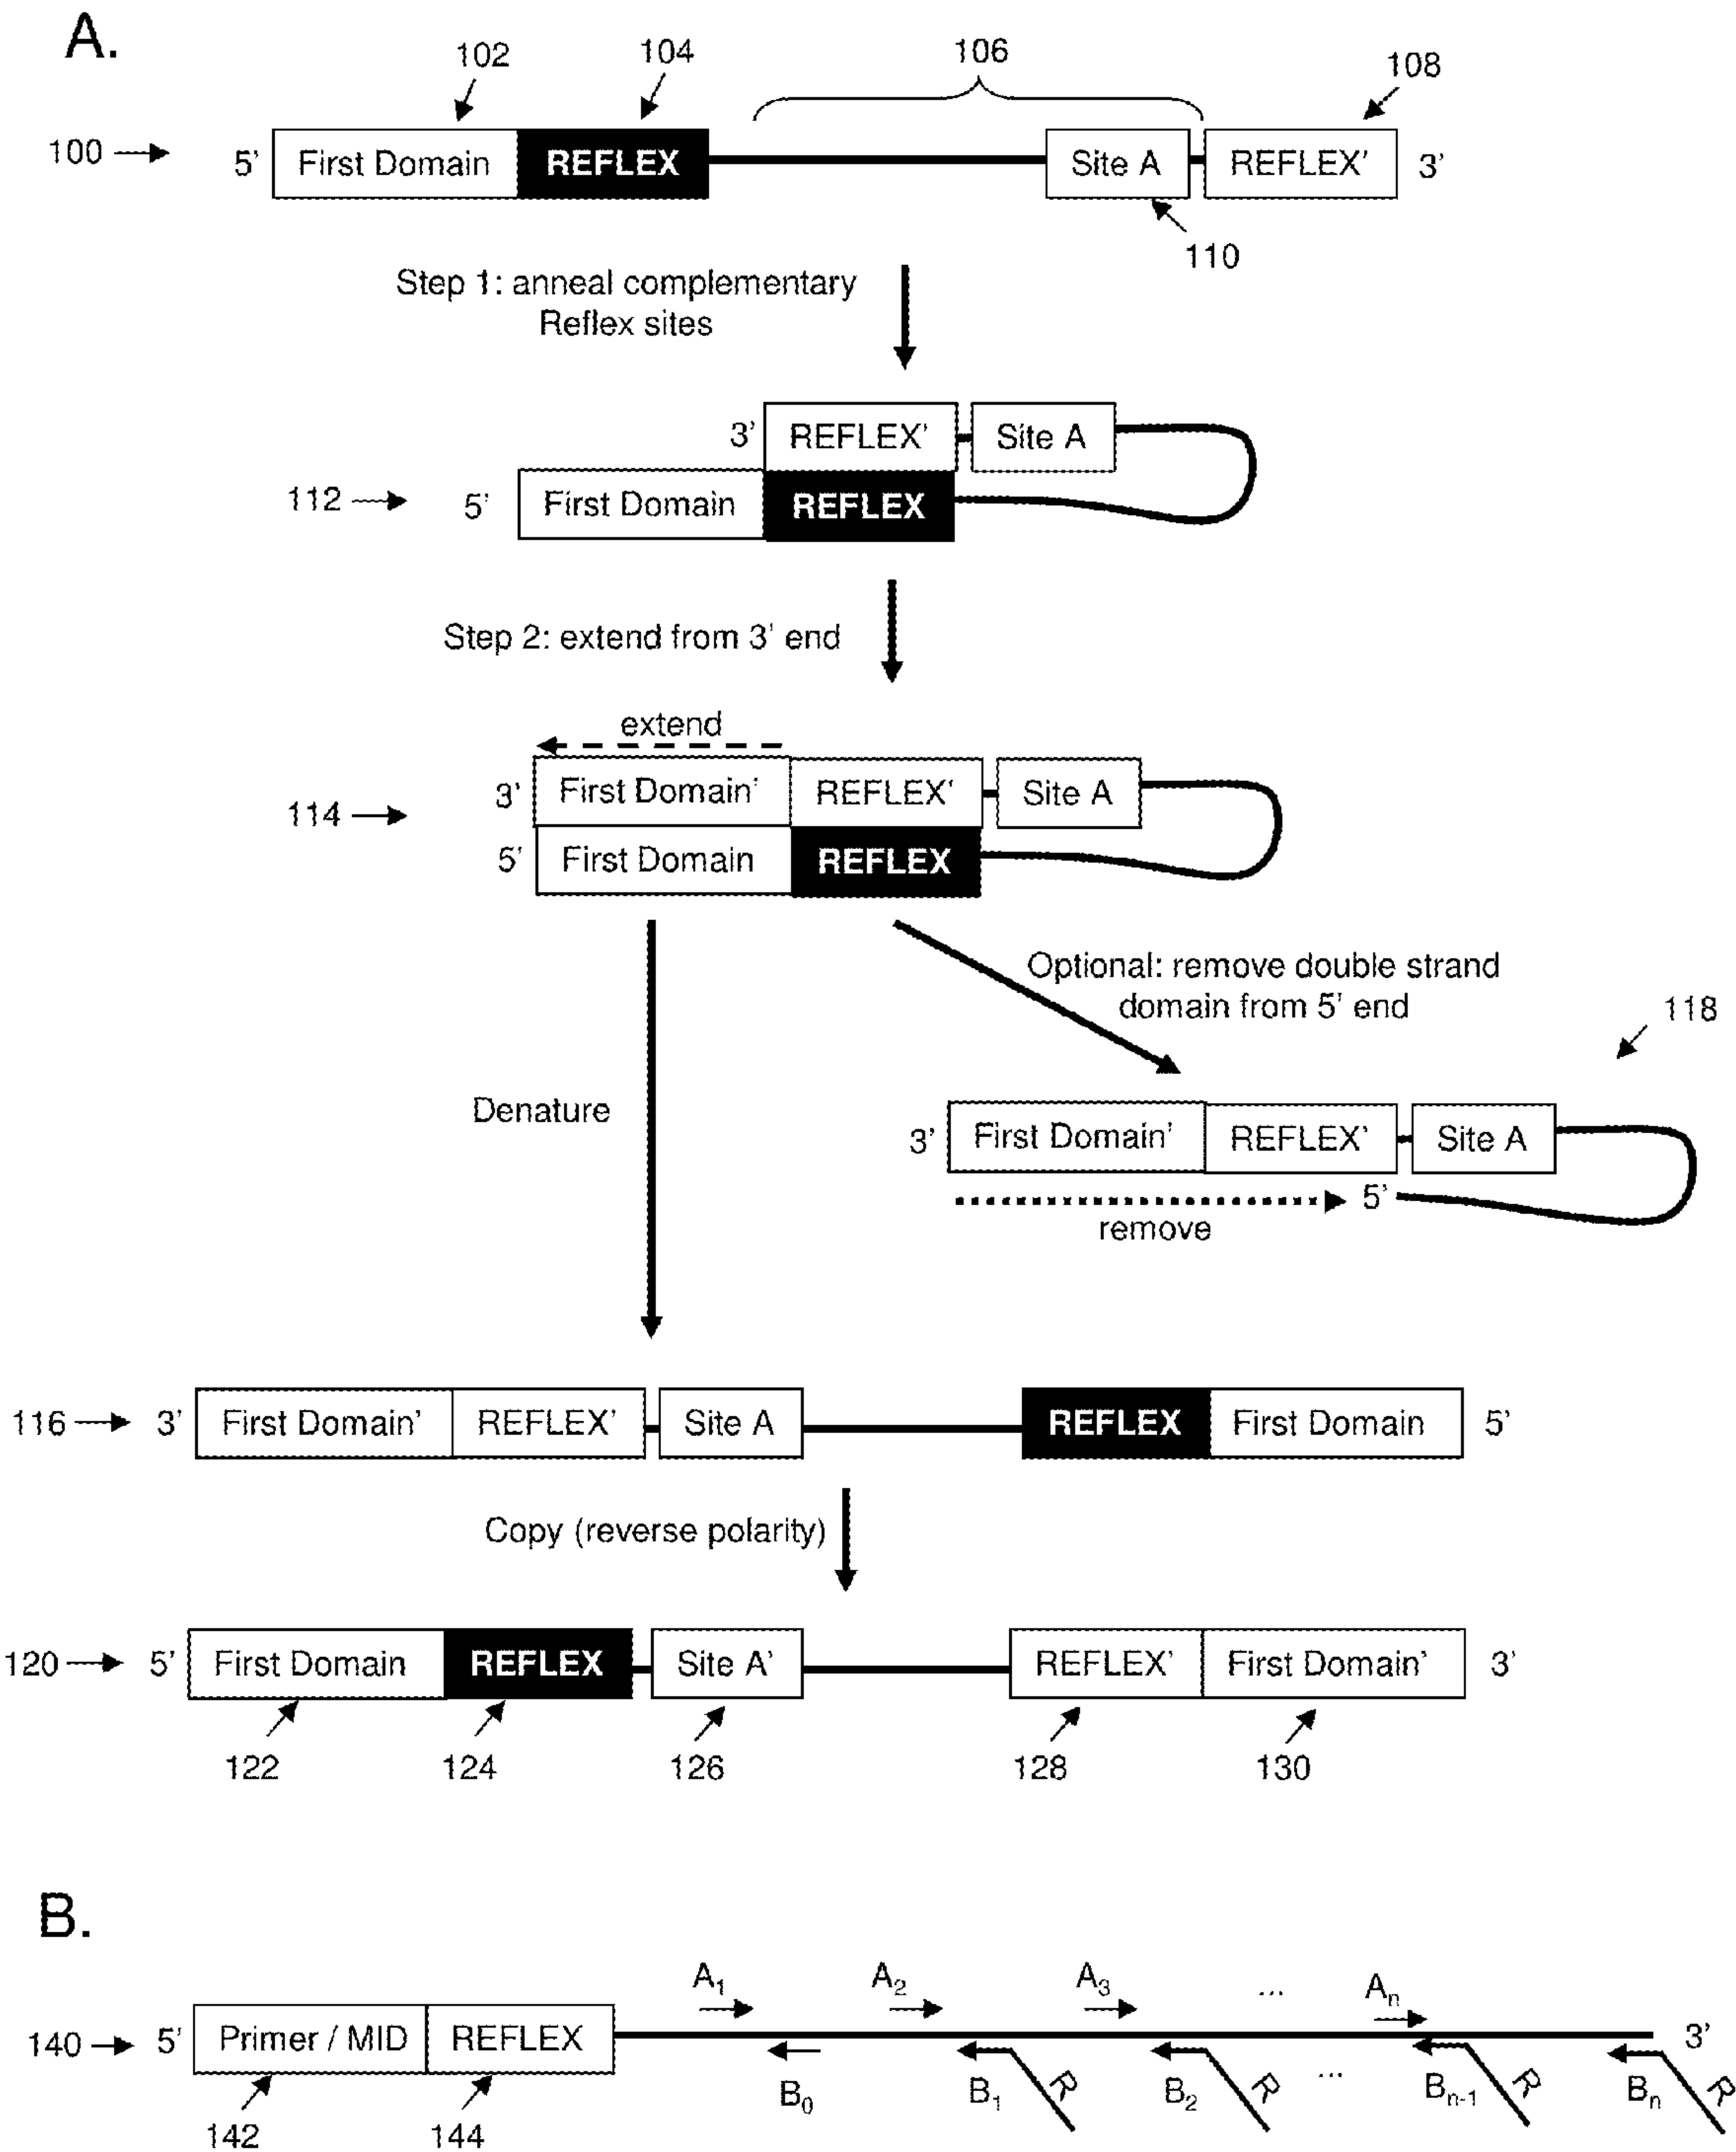 A.
102
104
106
108
100
5’ First Domain REFLEX Site A REFLEX’ 3’
110
Step 1: anneal complementary
Reflex sites
3’ REFLEX’ Site A
112
5’ First Domain REFLEX
Step 2: extend from 3’ end
extend
3’ First Domain’ REFLEX’ Site A
114
5’ First Domain REFLEX
Optional: remove double strand
domain from 5’ end
118
Denature
3’ First Domain’ REFLEX’ Site A
5’
remove
116 3’ First Domain’ REFLEX’ Site A REFLEX First Domain 5’
Copy (reverse polarity)
120 5’ First Domain REFLEX Site A’ REFLEX’ First Domain’ 3’
122 124 126 128 130
B.
A1 A2 A3 ... An
140 5’ Primer / MID REFLEX 3’
B0 B1 R B2 R ... Bn-1 R Bn R
142 144